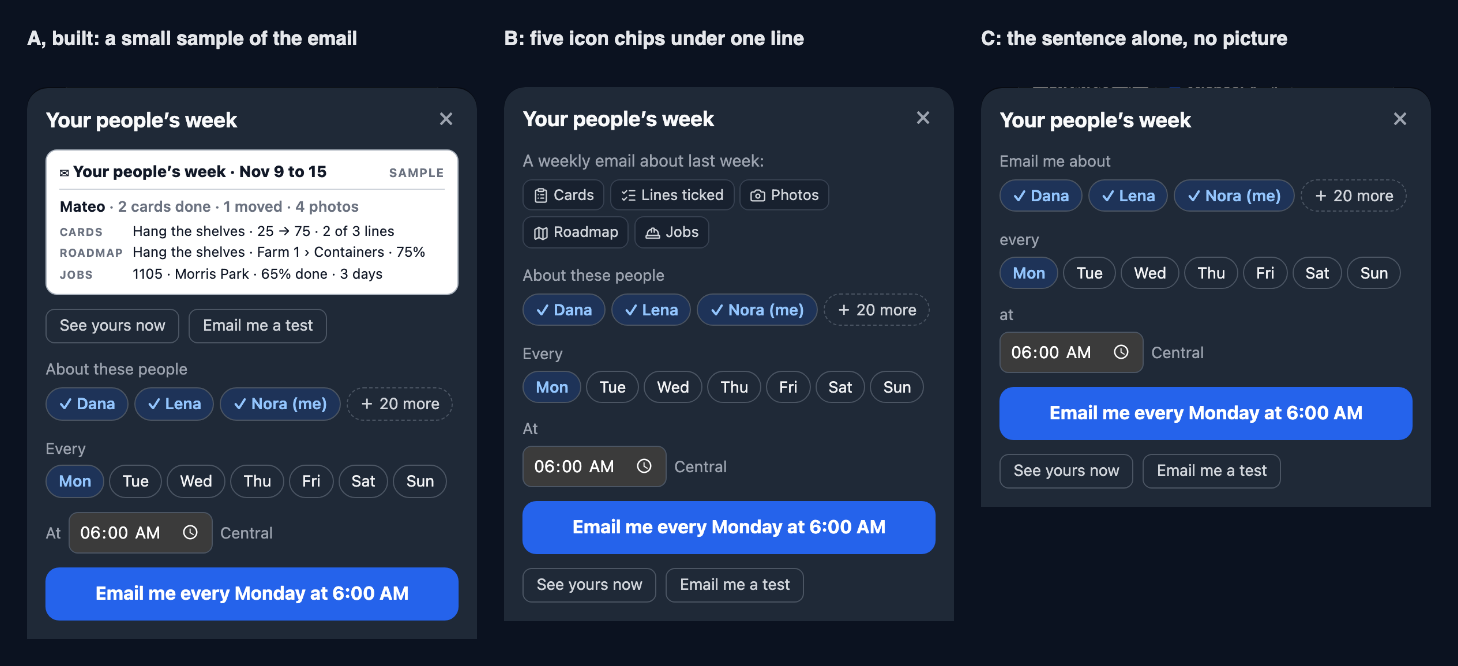 A, built: a small sample of the email
Your people’s week
✉ Your people’s week · Nov 9 to 15 SAMPLE
Mateo · 2 cards done · 1 moved · 4 photos
CARDS Hang the shelves · 25 → 75 · 2 of 3 lines
ROADMAP Hang the shelves · Farm 1 › Containers · 75%
JOBS 1105 · Morris Park · 65% done · 3 days
See yours now Email me a test
About these people
✓ Dana ✓ Lena ✓ Nora (me) + 20 more
Every
Mon Tue Wed Thu Fri Sat Sun
At 06:00 AM Central
Email me every Monday at 6:00 AM
B: five icon chips under one line
Your people’s week
A weekly email about last week:
Cards Lines ticked Photos
Roadmap Jobs
About these people
✓ Dana ✓ Lena ✓ Nora (me) + 20 more
Every
Mon Tue Wed Thu Fri Sat Sun
At
06:00 AM Central
Email me every Monday at 6:00 AM
See yours now Email me a test
C: the sentence alone, no picture
Your people’s week
Email me about
✓ Dana ✓ Lena ✓ Nora (me) + 20 more
every
Mon Tue Wed Thu Fri Sat Sun
at
06:00 AM Central
Email me every Monday at 6:00 AM
See yours now Email me a test